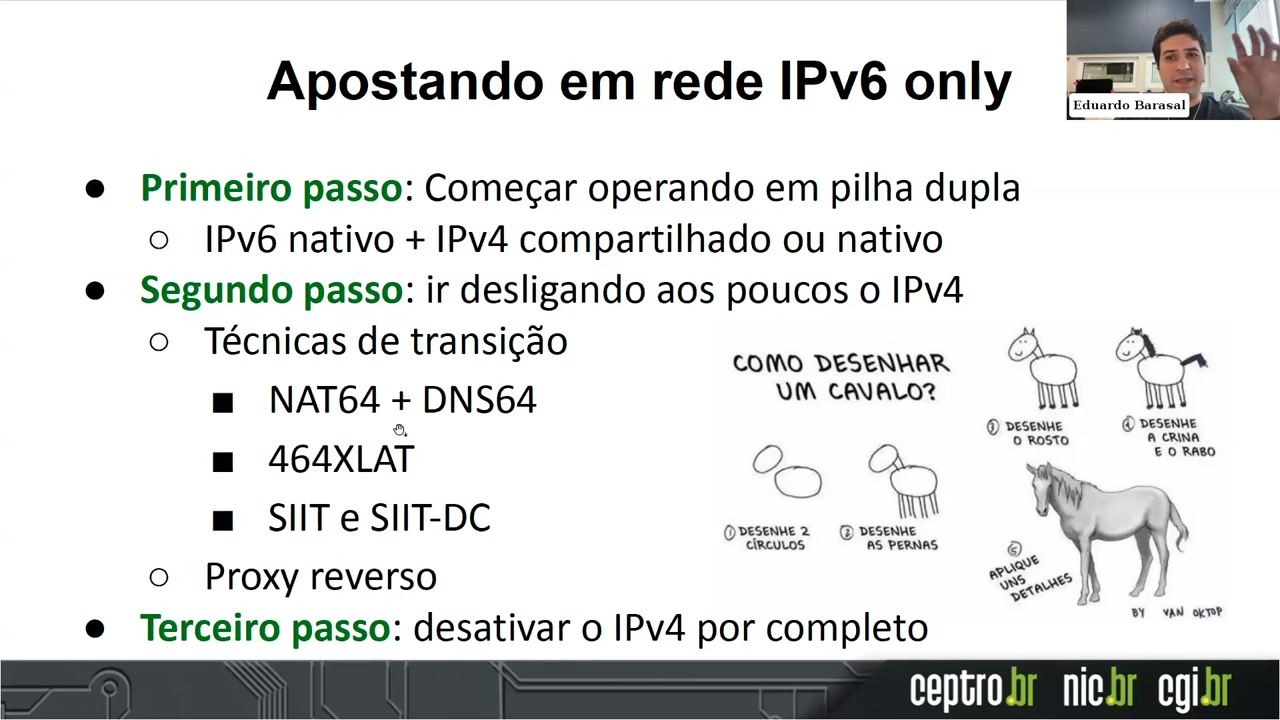 Apostando em rede IPv6 only
Eduardo Barasal
● Primeiro passo: Começar operando em pilha dupla
○ IPv6 nativo + IPv4 compartilhado ou nativo
● Segundo passo: ir desligando aos poucos o IPv4
○ Técnicas de transição
■ NAT64 + DNS64
■ 464XLAT
■ SIIT e SIIT-DC
○ Proxy reverso
● Terceiro passo: desativar o IPv4 por completo
COMO DESENHAR
UM CAVALO?
① DESENHE 2
CÍRCULOS
② DESENHE
AS PERNAS
③ DESENHE
O ROSTO
④ DESENHE
A CRINA
E O RABO
⑤
APLIQUE
UNS
DETALHES
BY VAN OKTOP
ceptro.br nic.br cgi.br